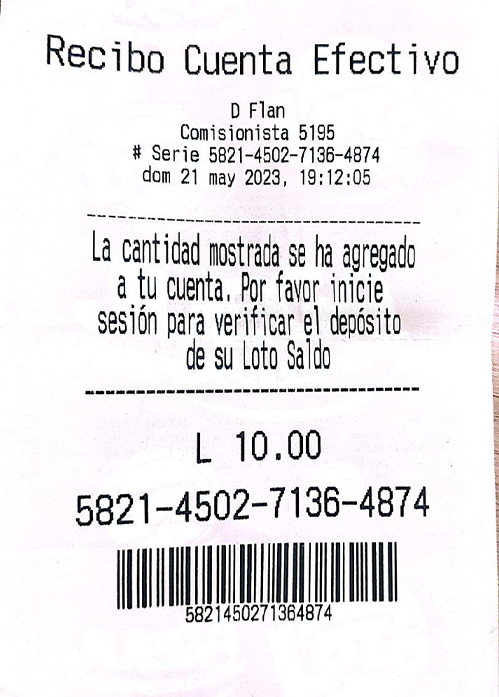 Recibo Cuenta Efectivo
D Flan
Comisionista 5195
# Serie 5821-4502-7136-4874
dom 21 may 2023, 19:12:05
La cantidad mostrada se ha agregado
a tu cuenta. Por favor inicie
sesión para verificar el depósito
de su Loto Saldo
L 10.00
5821-4502-7136-4874
5821450271364874